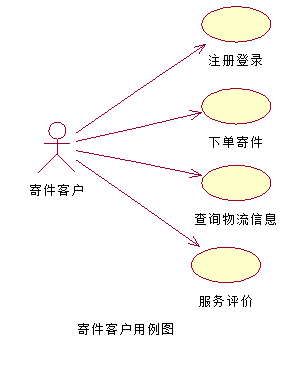 注册登录
下单寄件
寄件客户
查询物流信息
服务评价
寄件客户用例图